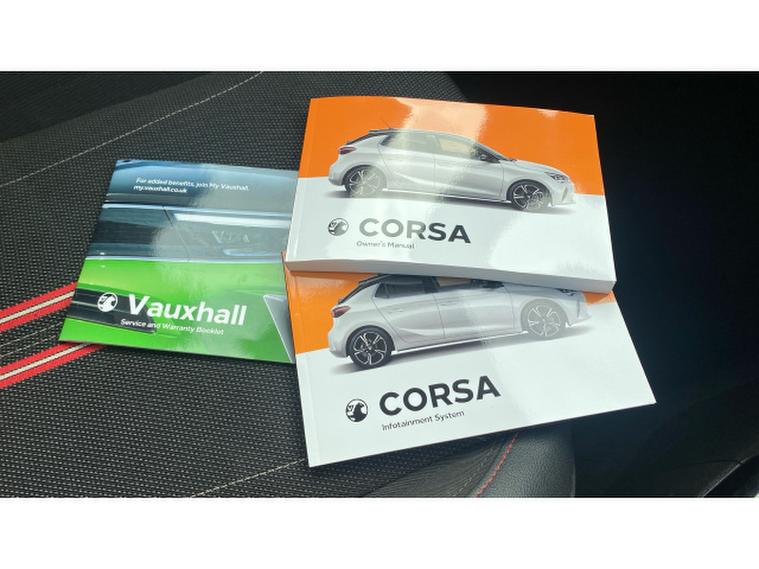 For added benefits, join My Vauxhall.
my.vauxhall.co.uk
Vauxhall
Service and Warranty Booklet
CORSA
Owner's Manual
CORSA
Infotainment System